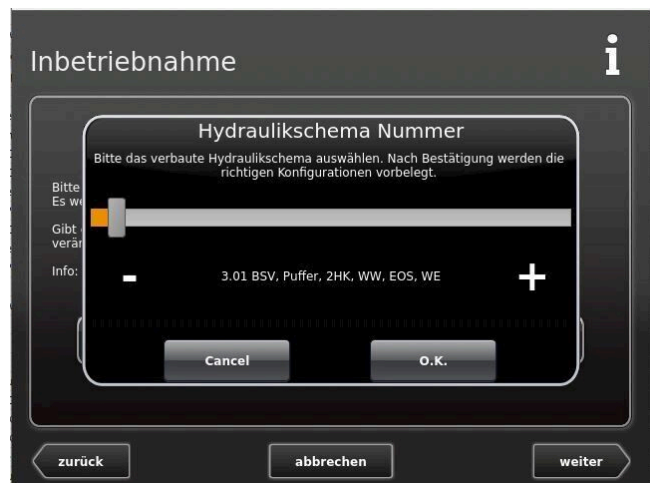 Inbetriebnahme
i
Hydraulikschema Nummer
Bitte das verbaute Hydraulikschema auswählen. Nach Bestätigung werden die
richtigen Konfigurationen vorbelegt.
Bitte
Es we
Gibt
verän
Info:
-
3.01 BSV, Puffer, 2HK, WW, EOS, WE
+
Cancel
O.K.
zurück
abbrechen
weiter